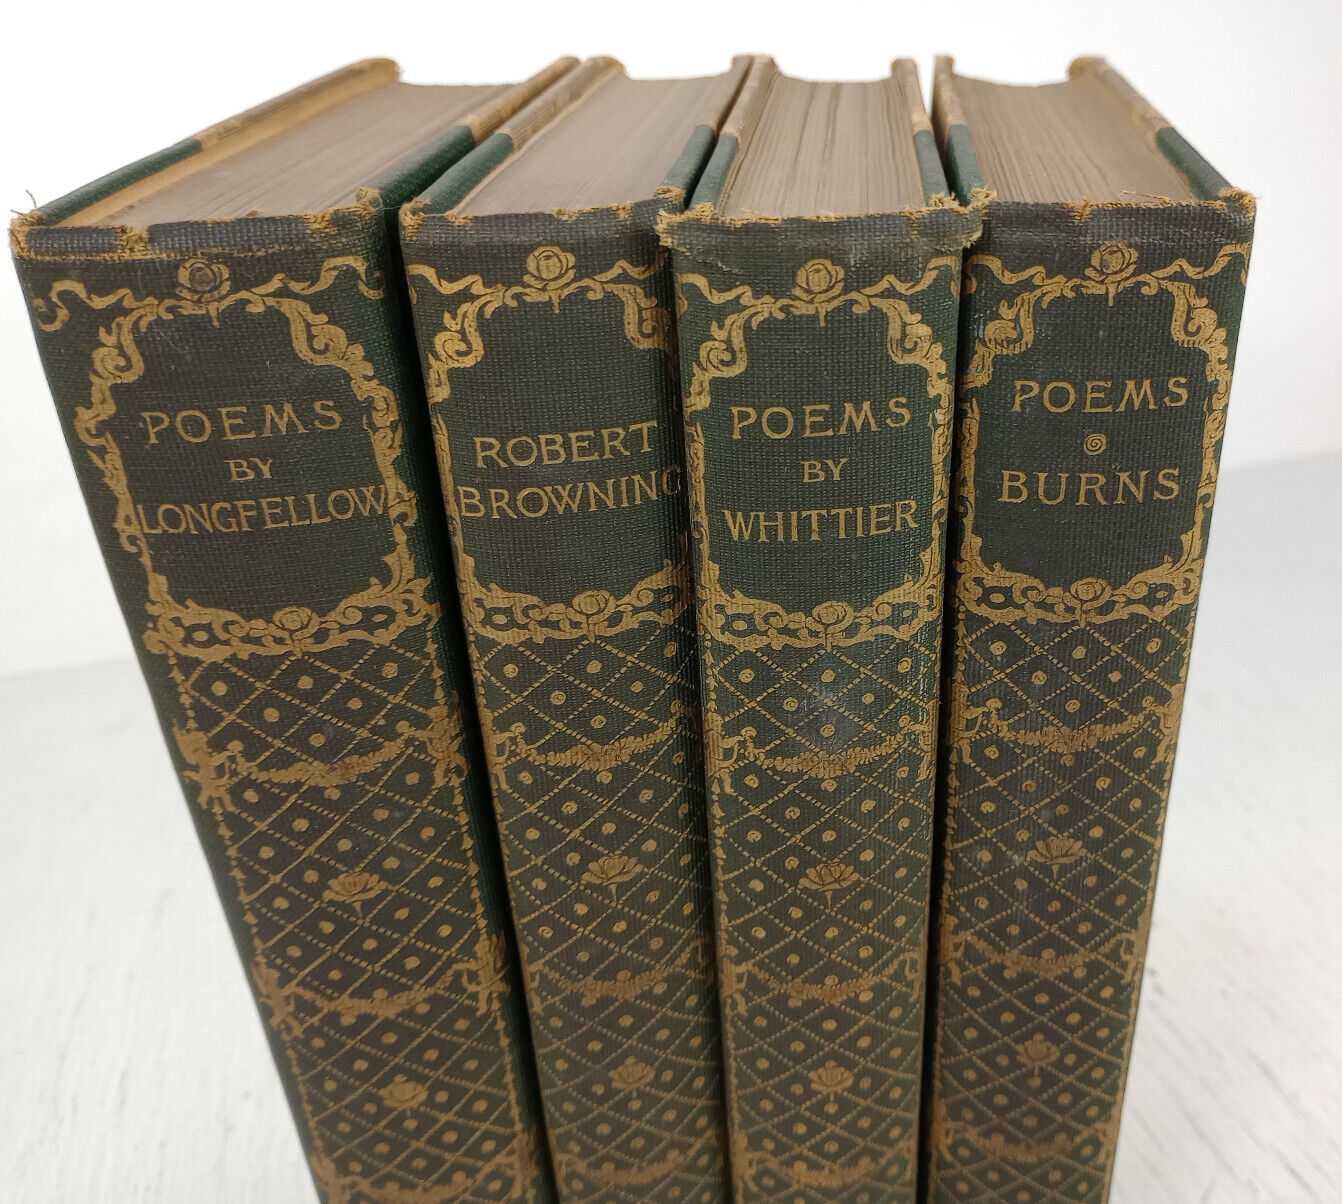 POEMS
BY
LONGFELLOW
ROBERT
BROWNING
POEMS
BY
WHITTIER
POEMS
BURNS